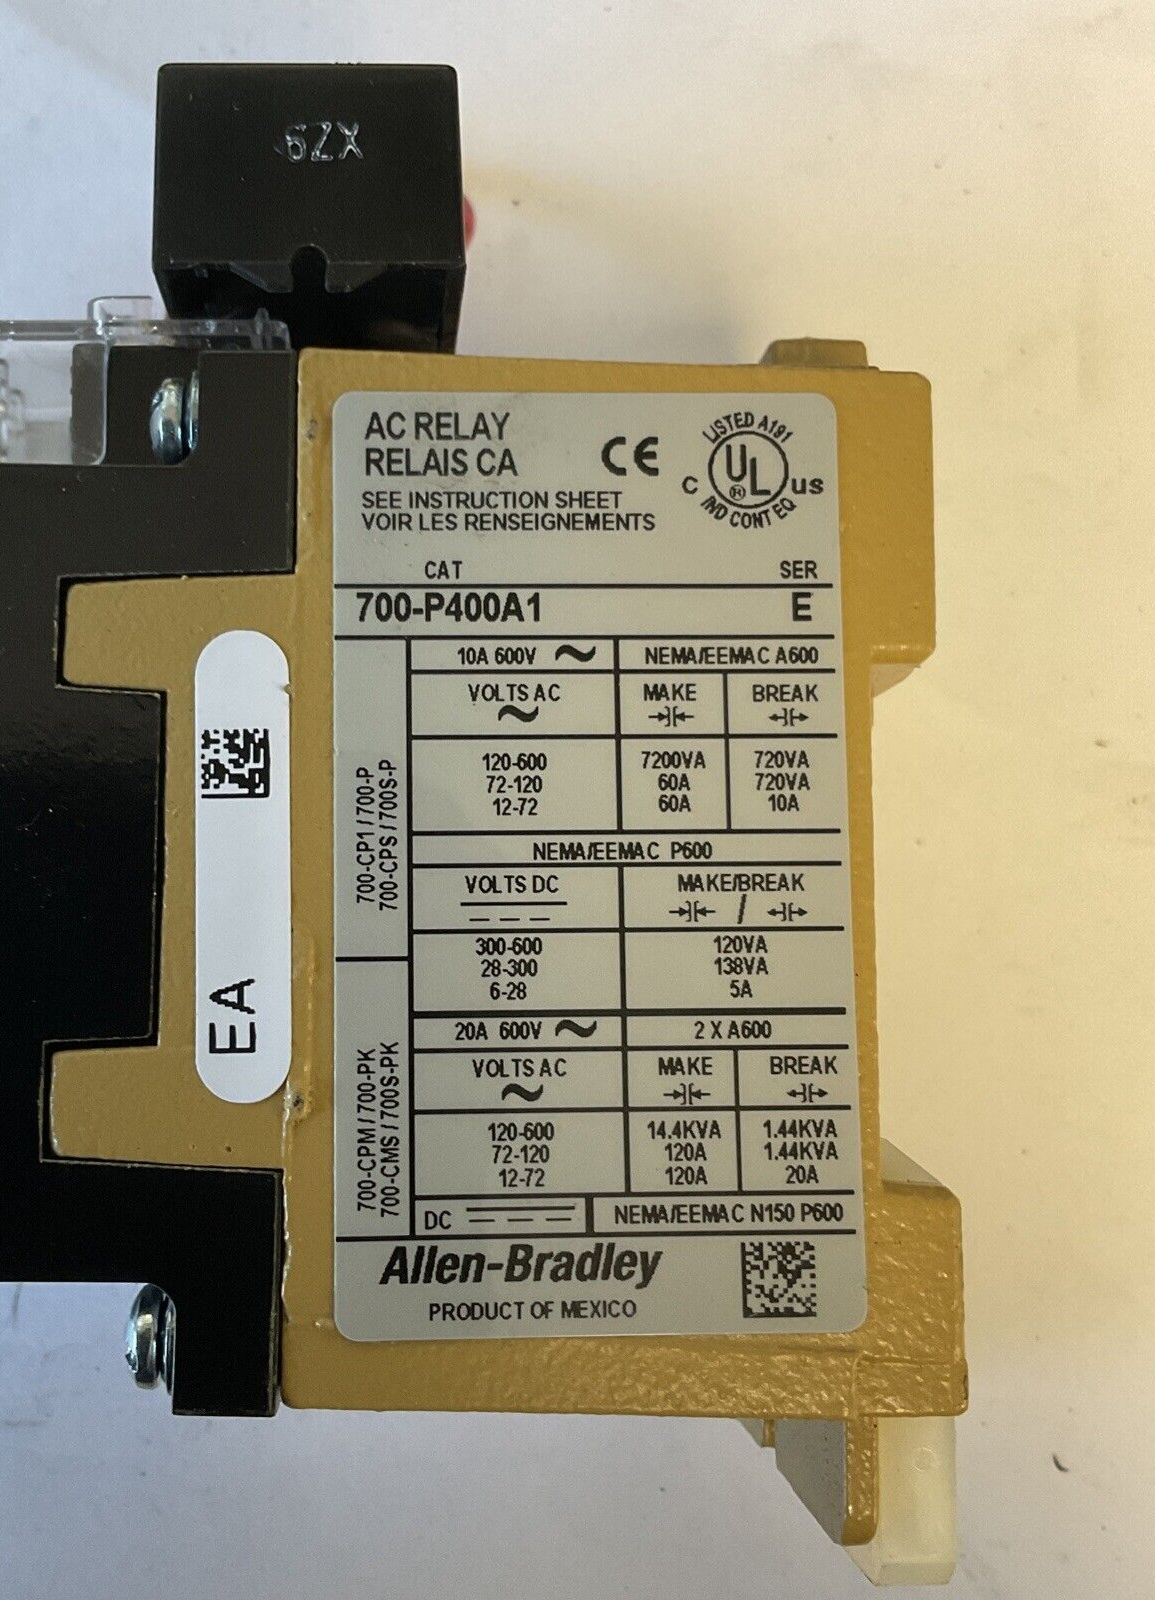 6ZX
AC RELAY
RELAIS CA
SEE INSTRUCTION SHEET
VOIR LES RENSEIGNEMENTS
CE
LISTED A191
C UL ® US
IND CONT EQ
CAT SER
700-P400A1 E
700-CP1 / 700-P
700-CPS / 700S-P
10A 600V ~ NEMA/EEMAC A600
VOLTS AC MAKE BREAK
~
120-600 7200VA 720VA
72-120 60A 720VA
12-72 60A 10A
NEMA/EEMAC P600
VOLTS DC MAKE/BREAK
/
300-600 120VA
28-300 138VA
6-28 5A
700-CPM / 700-PK
700-CMS / 700S-PK
20A 600V ~ 2 X A600
VOLTS AC MAKE BREAK
~
120-600 14.4KVA 1.44KVA
72-120 120A 1.44KVA
12-72 120A 20A
DC NEMA/EEMAC N150 P600
Allen-Bradley
PRODUCT OF MEXICO
EA